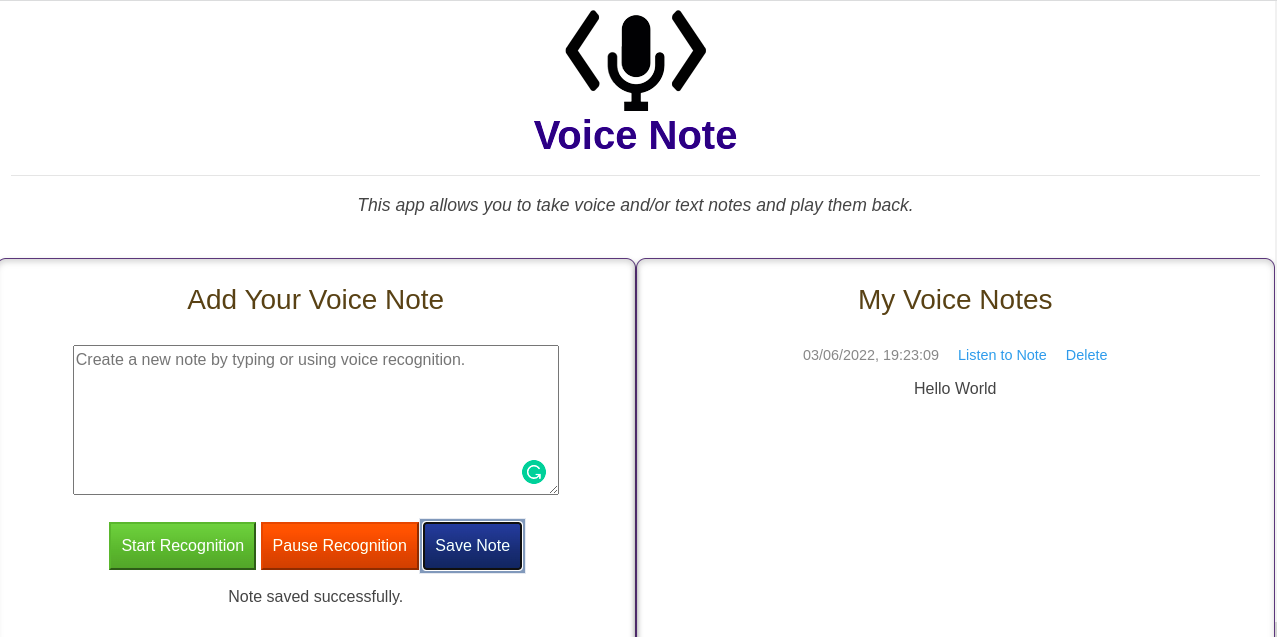 Voice Note
This app allows you to take voice and/or text notes and play them back.
Add Your Voice Note
Create a new note by typing or using voice recognition.
Start Recognition Pause Recognition Save Note
Note saved successfully.
My Voice Notes
03/06/2022, 19:23:09 Listen to Note Delete
Hello World